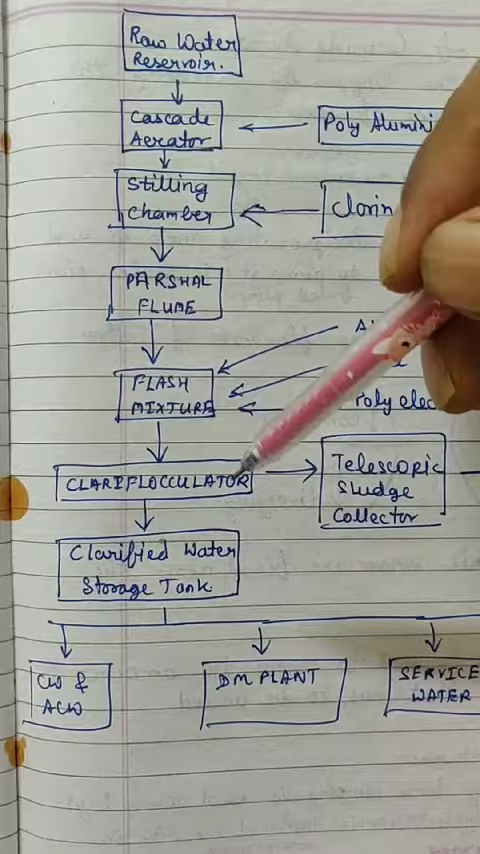 Raw Water
Reservoir.
Cascade
Aerator
Poly Alumini
Stilling
Chamber
Clorin
PARSHAL
FLUME
FLASH
MIXTURE
Poly elec
CLARIFLOCCULATOR
Telescopic
Sludge
Collector
Clarified Water
Storage Tank
CW &
ACW
DM PLANT
SERVICE
WATER